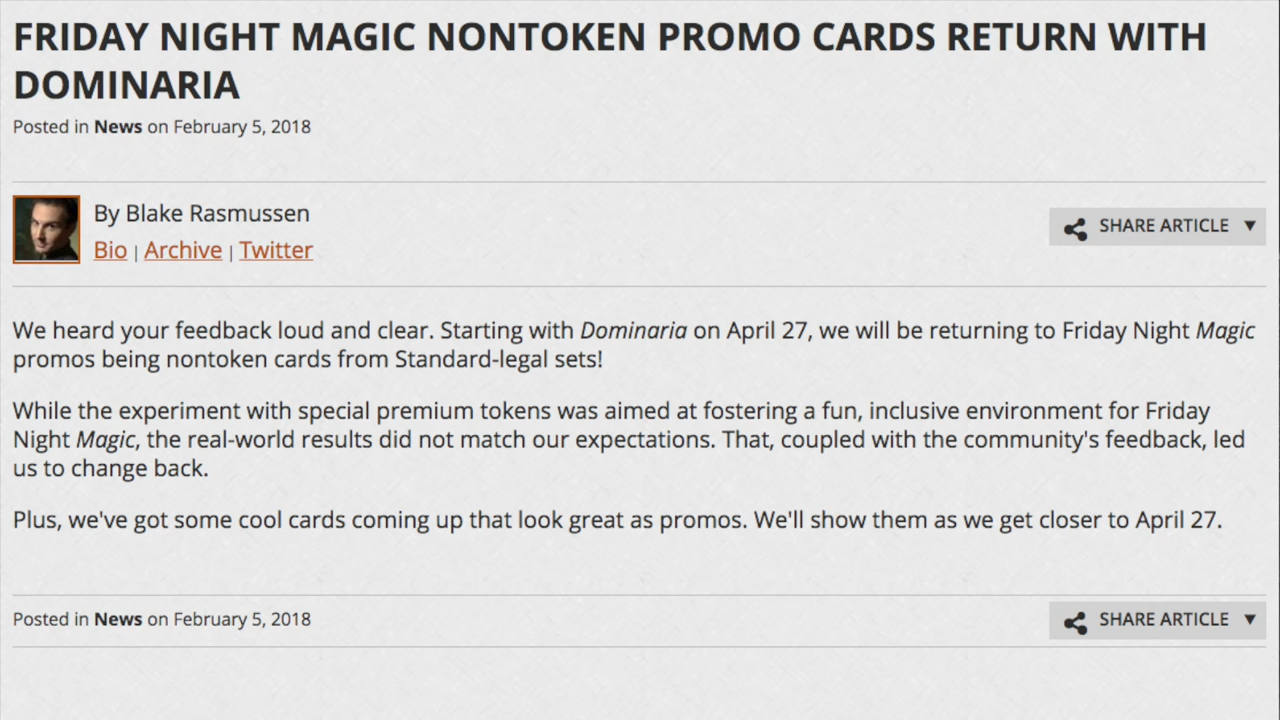 FRIDAY NIGHT MAGIC NONTOKEN PROMO CARDS RETURN WITH
DOMINARIA
Posted in News on February 5, 2018
By Blake Rasmussen
Bio | Archive | Twitter
SHARE ARTICLE ▼
We heard your feedback loud and clear. Starting with Dominaria on April 27, we will be returning to Friday Night Magic
promos being nontoken cards from Standard-legal sets!
While the experiment with special premium tokens was aimed at fostering a fun, inclusive environment for Friday
Night Magic, the real-world results did not match our expectations. That, coupled with the community's feedback, led
us to change back.
Plus, we've got some cool cards coming up that look great as promos. We'll show them as we get closer to April 27.
Posted in News on February 5, 2018
SHARE ARTICLE ▼